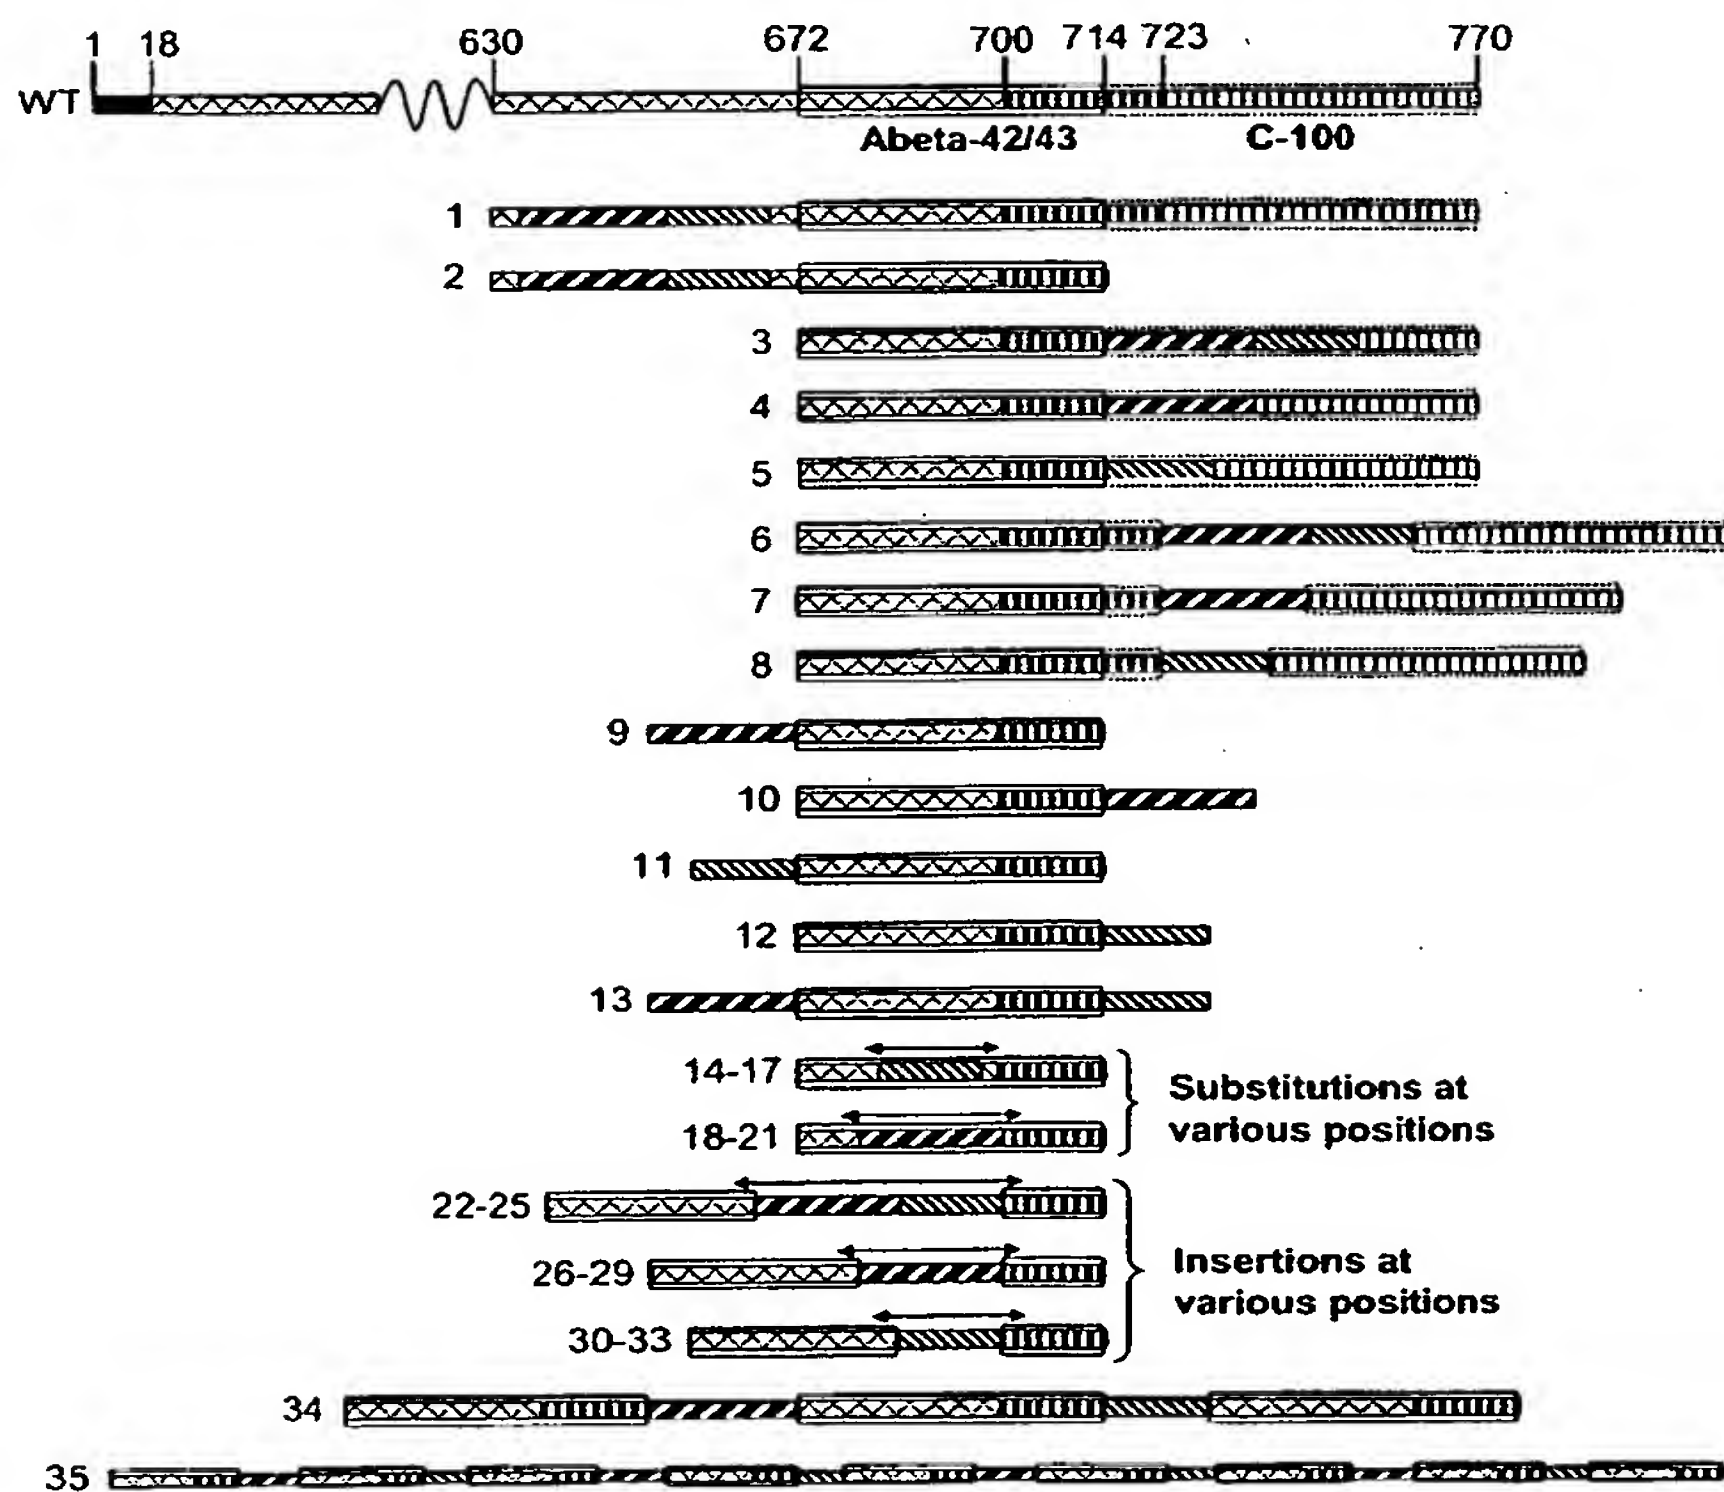 1 18 630 672 700 714 723 770
WT
Abeta-42/43 C-100
1
2
3
4
5
6
7
8
9
10
11
12
13
14-17
Substitutions at
various positions
18-21
22-25
26-29
Insertions at
various positions
30-33
34
35